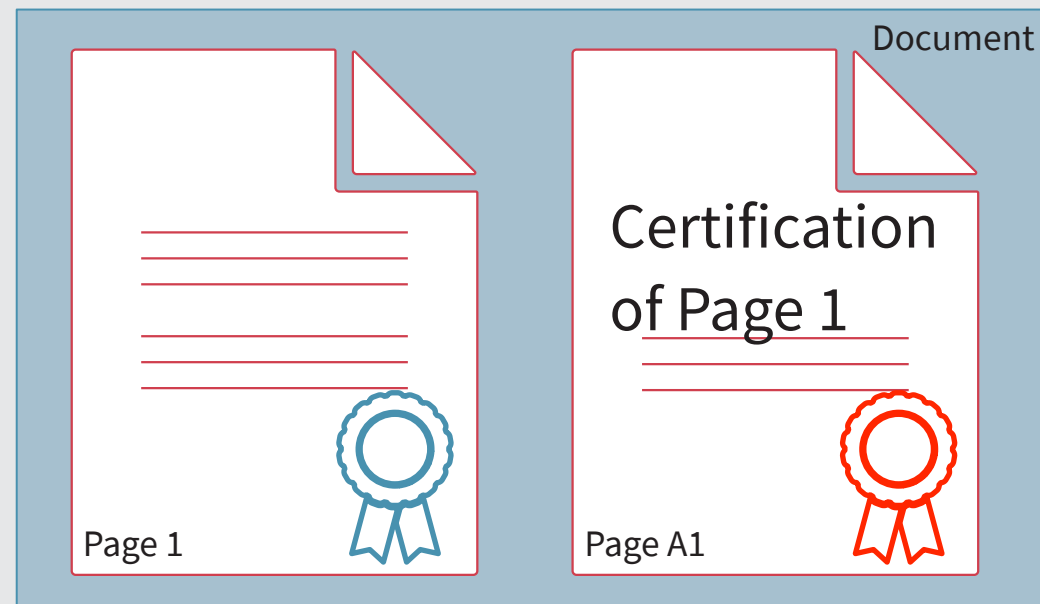 Document
Certification
of Page 1
Page 1
Page A1